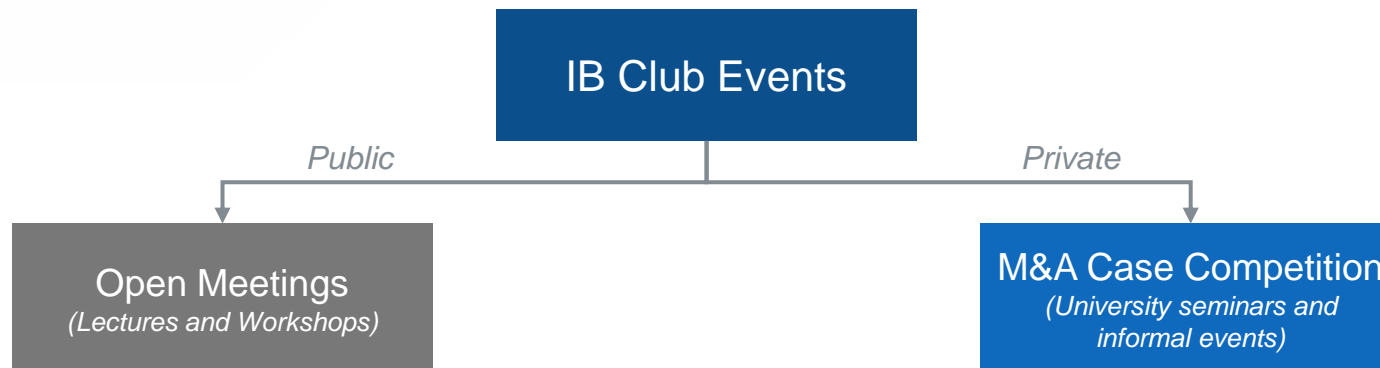 IB Club Events
Public
Private
Open Meetings
(Lectures and Workshops)
M&A Case Competition
(University seminars and
informal events)